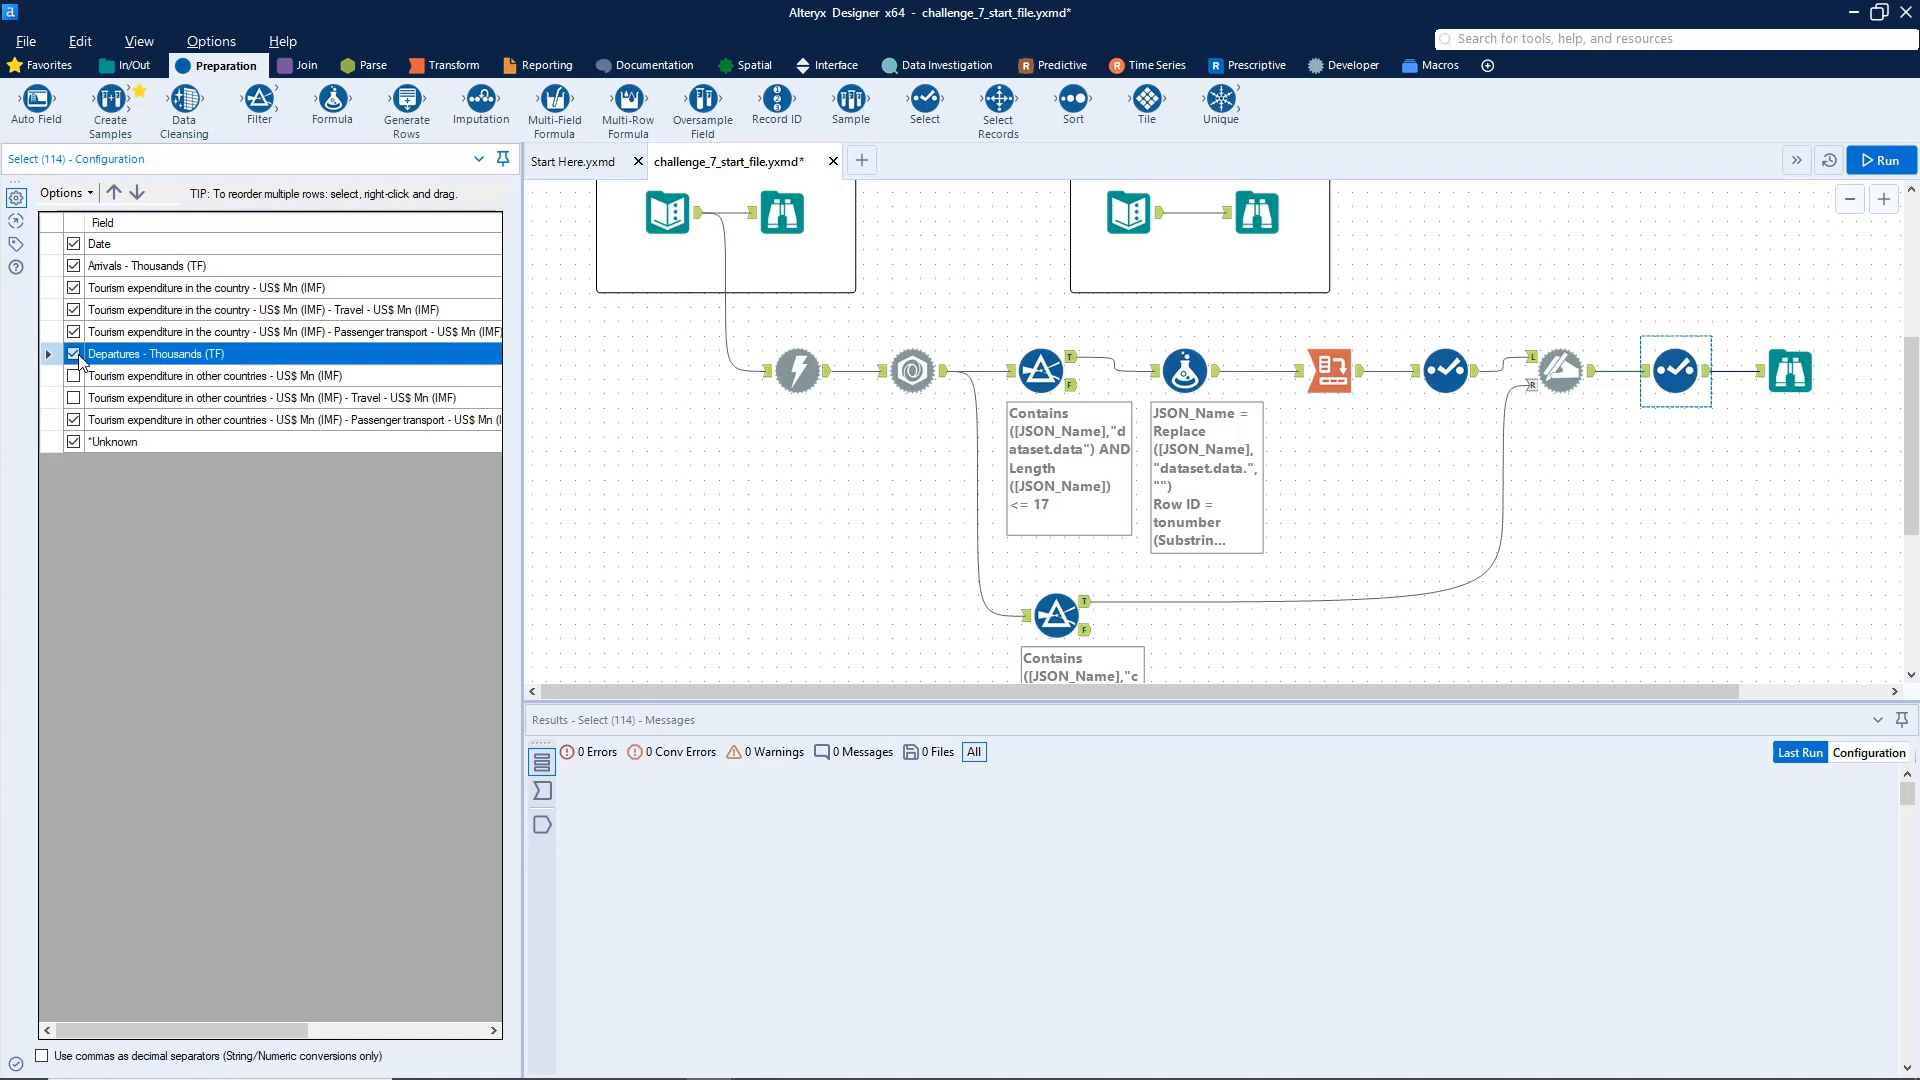 Alteryx Designer x64 - challenge_7_start_file.yxmd*
File Edit View Options Help
Search for tools, help, and resources
Favorites In/Out Preparation Join Parse Transform Reporting Documentation Spatial Interface Data Investigation Predictive Time Series Prescriptive Developer Macros
Auto Field
Create Samples
Data Cleansing
Filter
Formula
Generate Rows
Imputation
Multi-Field Formula
Multi-Row Formula
Oversample Field
Record ID
Sample
Select
Select Records
Sort
Tile
Unique
Select (114) - Configuration
Start Here.yxmd
challenge_7_start_file.yxmd*
Run
Options
TIP: To reorder multiple rows: select, right-click and drag.
Field
Date
Arrivals - Thousands (TF)
Tourism expenditure in the country - US$ Mn (IMF)
Tourism expenditure in the country - US$ Mn (IMF) - Travel - US$ Mn (IMF)
Tourism expenditure in the country - US$ Mn (IMF) - Passenger transport - US$ Mn (IMF)
Departures - Thousands (TF)
Tourism expenditure in other countries - US$ Mn (IMF)
Tourism expenditure in other countries - US$ Mn (IMF) - Travel - US$ Mn (IMF)
Tourism expenditure in other countries - US$ Mn (IMF) - Passenger transport - US$ Mn (I
*Unknown
Use commas as decimal separators (String/Numeric conversions only)
T
F
L
R
Contains
([JSON_Name],"d
ataset.data") AND
Length
([JSON_Name])
<= 17
JSON_Name =
Replace
([JSON_Name],
"dataset.data.",
"")
Row ID =
tonumber
(Substrin...
T
F
Contains
([JSON_Name],"c
Results - Select (114) - Messages
0 Errors 0 Conv Errors 0 Warnings 0 Messages 0 Files All
Last Run Configuration